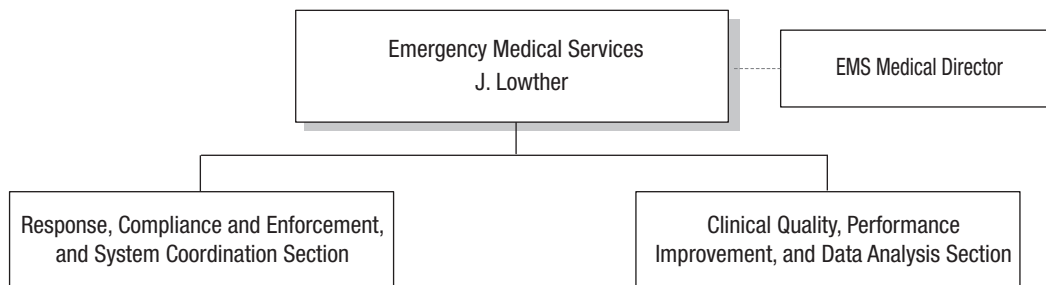 Emergency Medical Services
J. Lowther
EMS Medical Director
Response, Compliance and Enforcement,
and System Coordination Section
Clinical Quality, Performance
Improvement, and Data Analysis Section